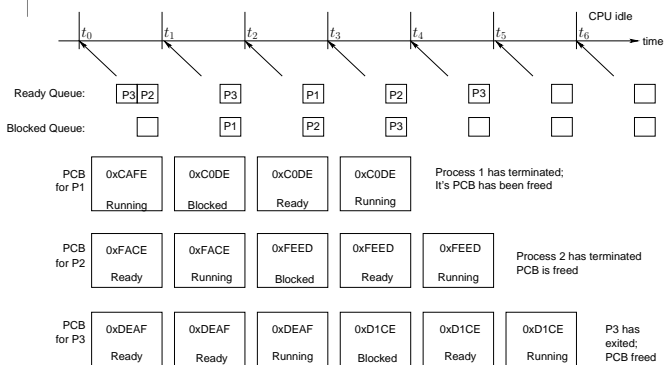 CPU idle
t0 t1 t2 t3 t4 t5 t6
time
Ready Queue: P3 P2 P3 P1 P2 P3
Blocked Queue: P1 P2 P3
PCB
for P1
0xCAFE 0xC0DE 0xC0DE 0xC0DE
Running Blocked Ready Running
Process 1 has terminated;
It's PCB has been freed
PCB
for P2
0xFACE 0xFACE 0xFEED 0xFEED 0xFEED
Ready Running Blocked Ready Running
Process 2 has terminated
PCB is freed
PCB
for P3
0xDEAF 0xDEAF 0xDEAF 0xD1CE 0xD1CE 0xD1CE
Ready Ready Running Blocked Ready Running
P3 has
exited;
PCB freed